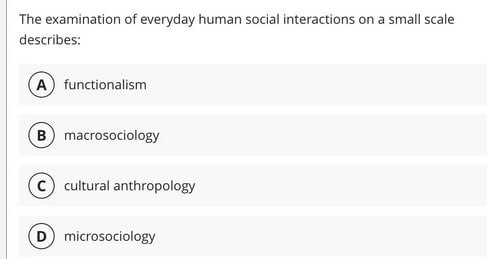 The examination of everyday human social interactions on a small scale
describes:
A functionalism
B macrosociology
C cultural anthropology
D microsociology